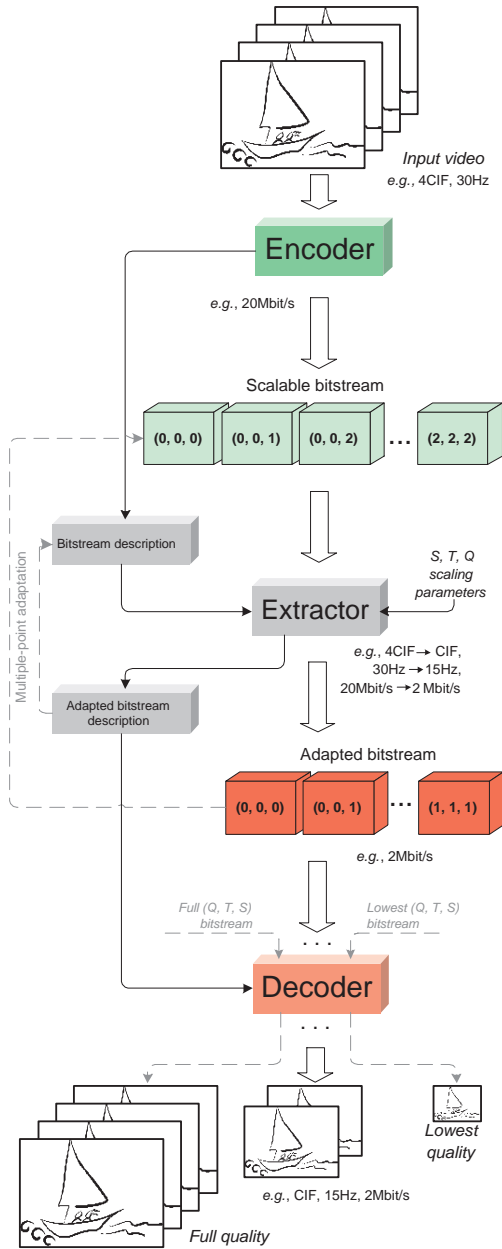 Input video
e.g., 4CIF, 30Hz
Encoder
e.g., 20Mbit/s
Scalable bitstream
(0, 0, 0)
(0, 0, 1)
(0, 0, 2)
...
(2, 2, 2)
Multiple-point adaptation
Bitstream description
S, T, Q
scaling
parameters
Extractor
e.g., 4CIF→ CIF,
30Hz →15Hz,
20Mbit/s →2 Mbit/s
Adapted bitstream
description
Adapted bitstream
(0, 0, 0)
(0, 0, 1)
...
(1, 1, 1)
e.g., 2Mbit/s
Full (Q, T, S)
bitstream
Lowest (Q, T, S)
bitstream
...
Decoder
...
Lowest
quality
e.g., CIF, 15Hz, 2Mbit/s
Full quality